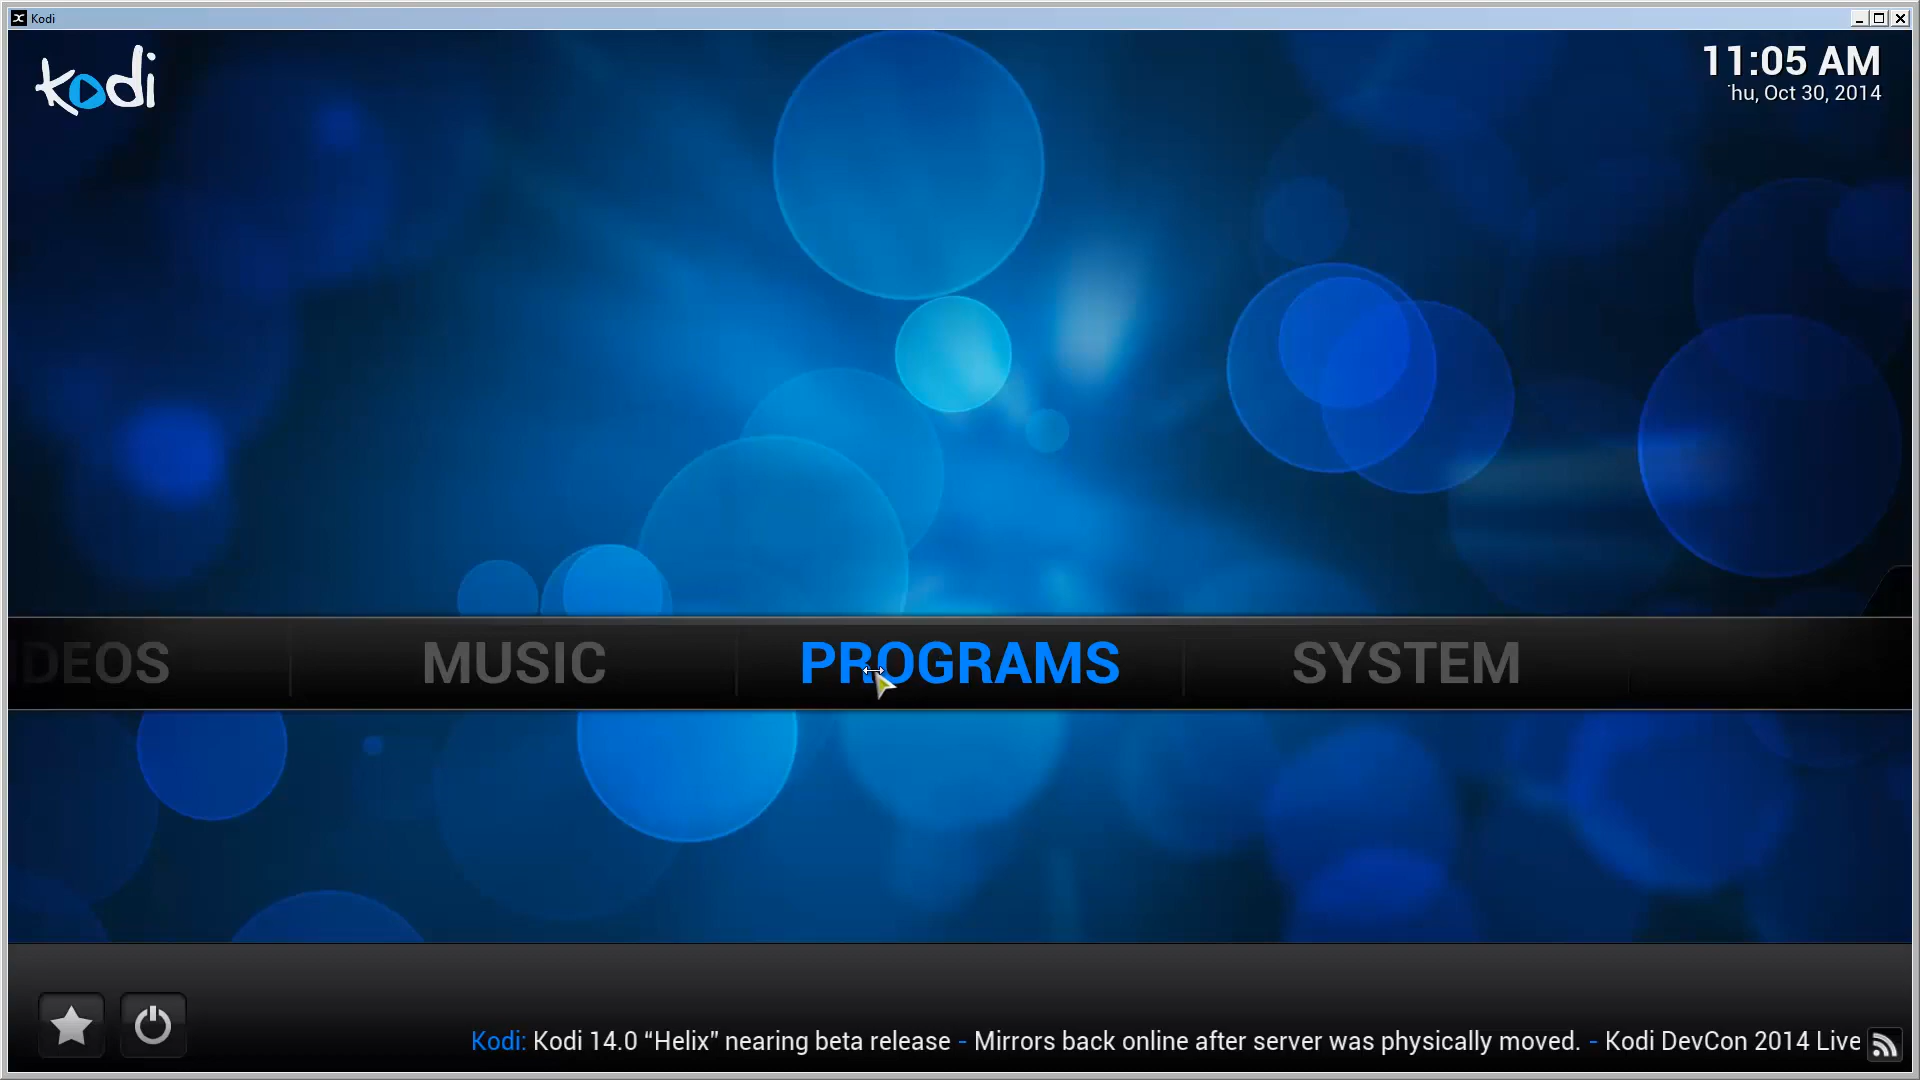 Kodi
kodi
11:05 AM
hu, Oct 30, 2014
DEOS MUSIC PROGRAMS SYSTEM
Kodi: Kodi 14.0 “Helix” nearing beta release - Mirrors back online after server was physically moved. - Kodi DevCon 2014 Live